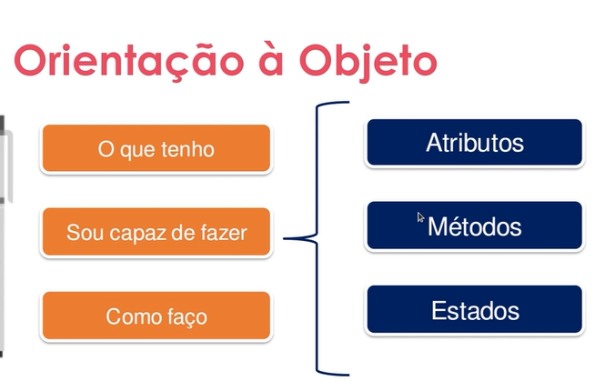 Orientação à Objeto
O que tenho
Sou capaz de fazer
Como faço
Atributos
Métodos
Estados